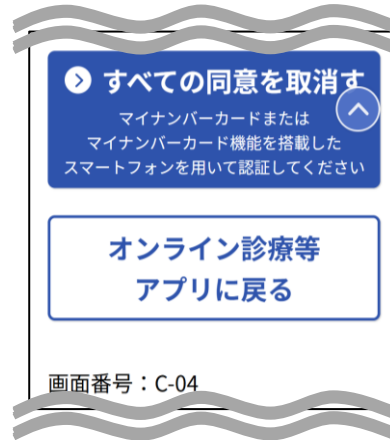 すべての同意を取消す
マイナンバーカードまたは
マイナンバーカード機能を搭載した
スマートフォンを用いて認証してください
オンライン診療等
アプリに戻る
画面番号：C-04